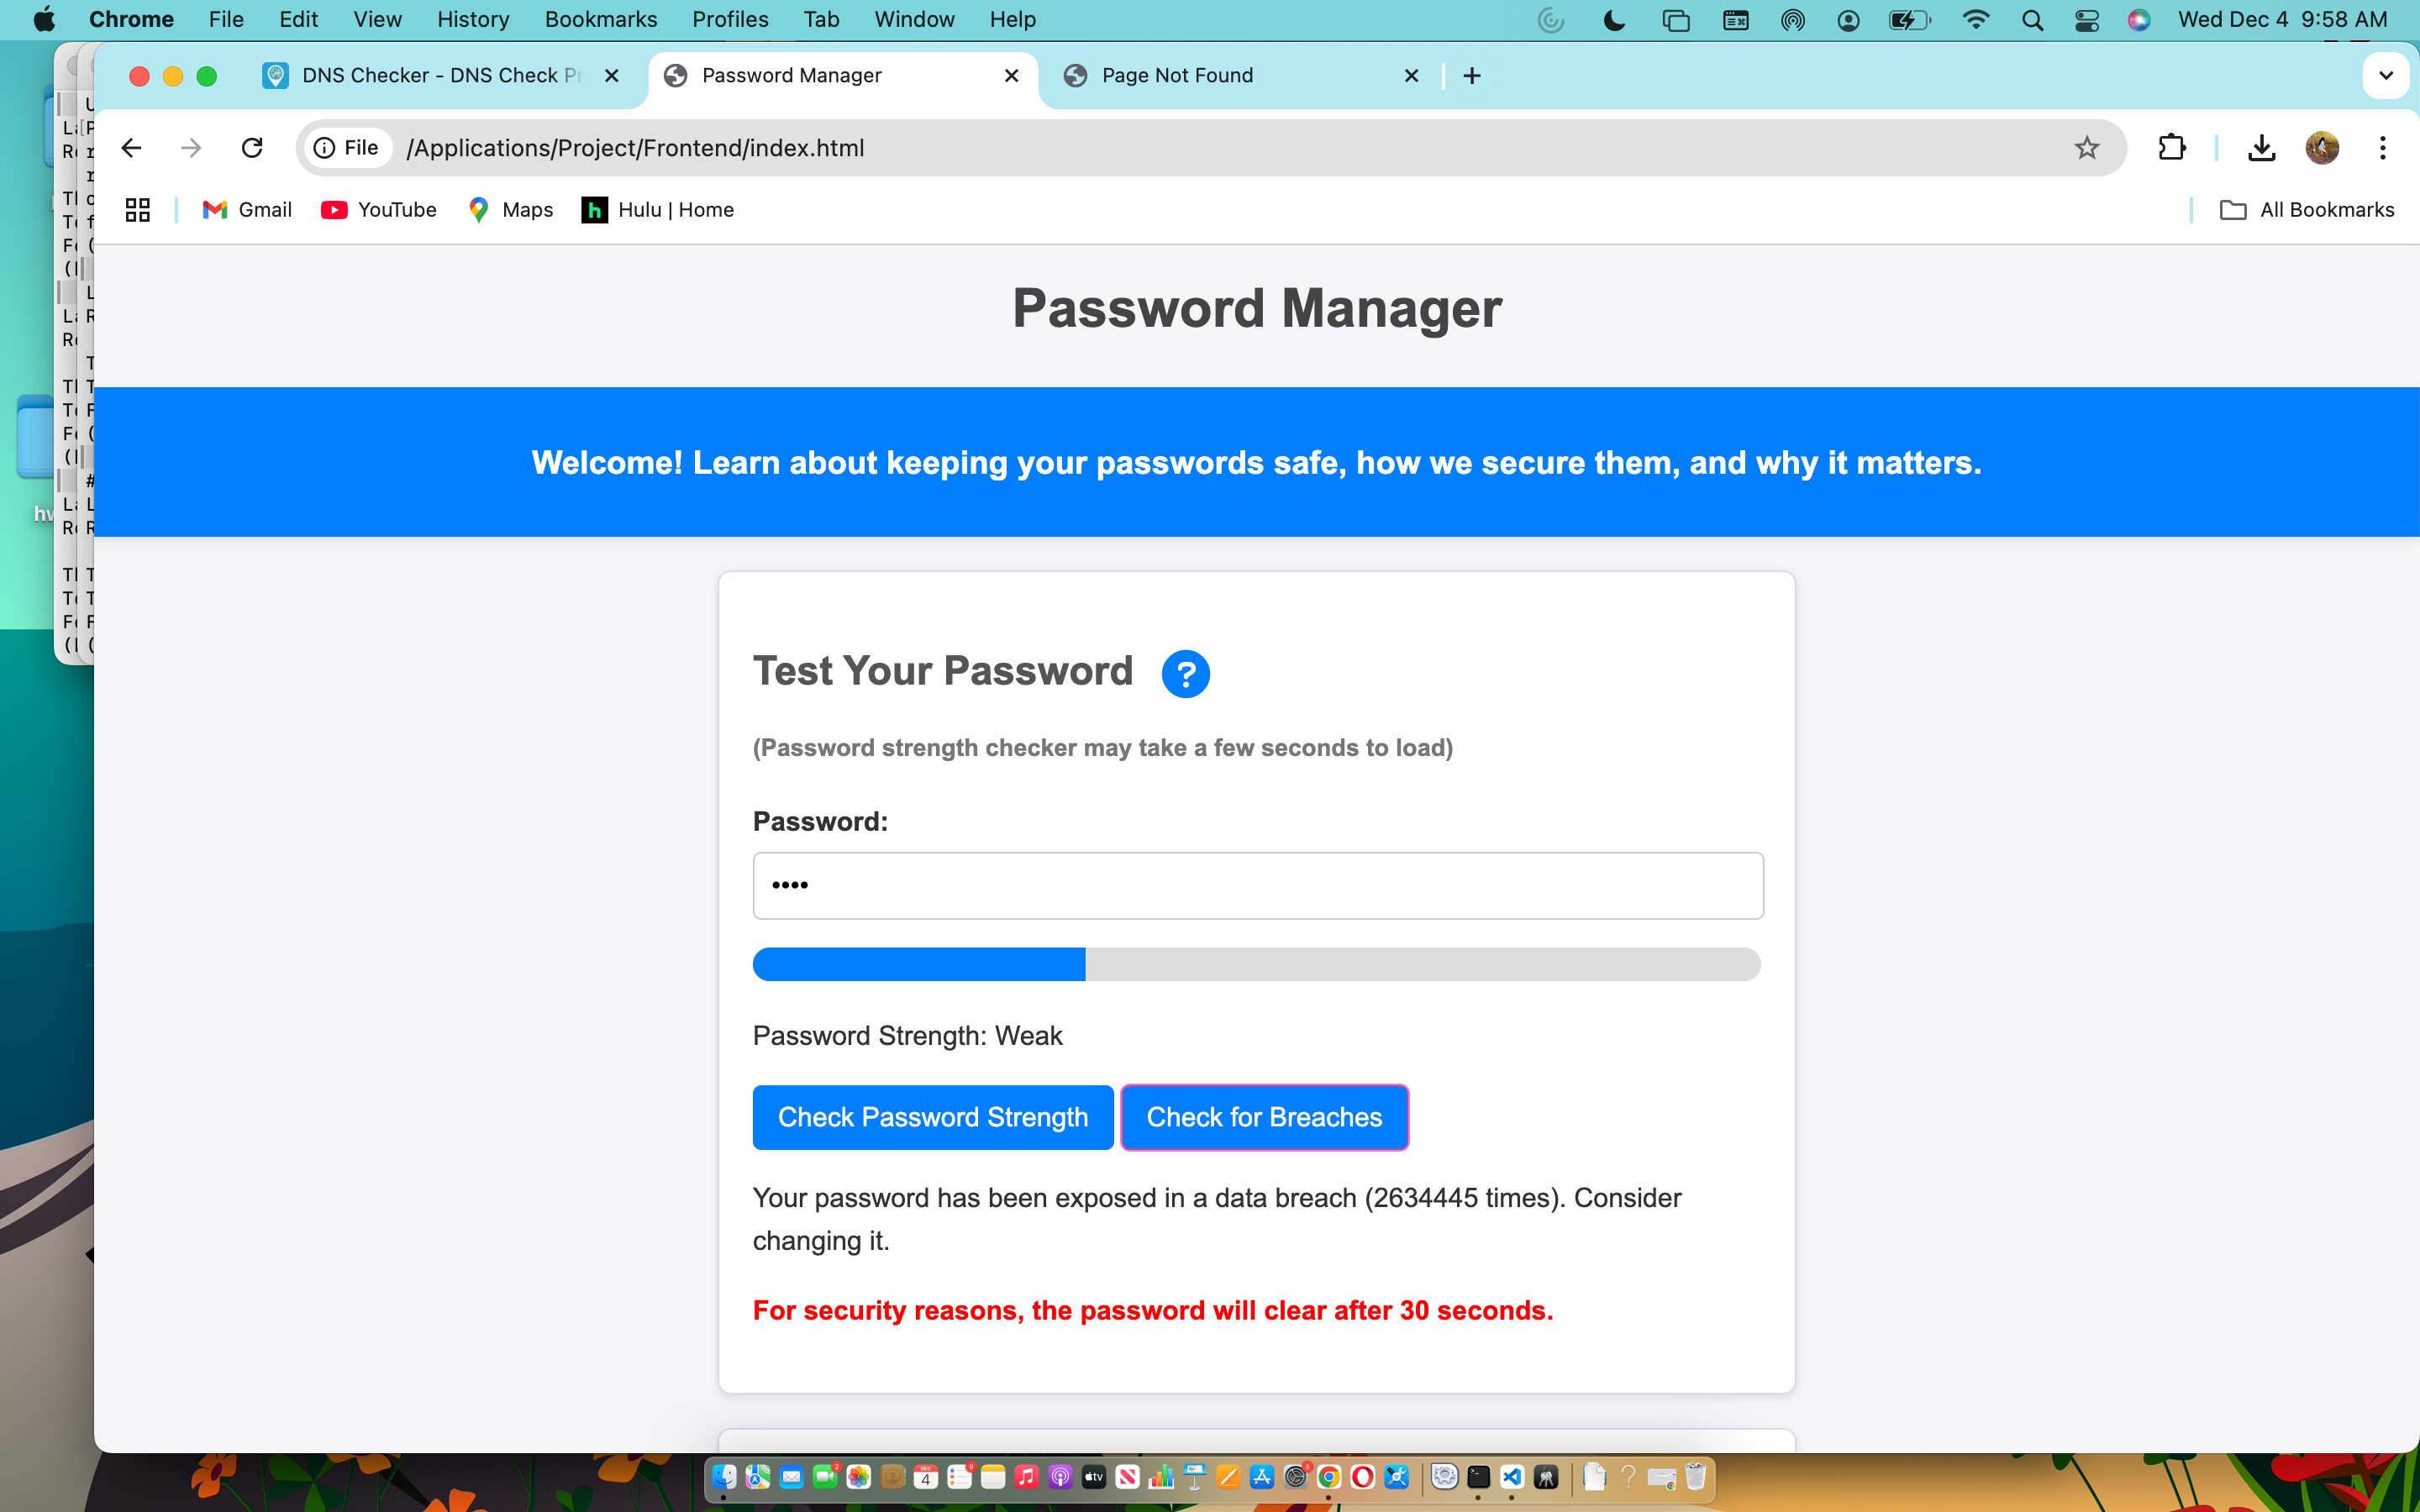 Chrome File Edit View History Bookmarks Profiles Tab Window Help Wed Dec 4 9:58 AM
DNS Checker - DNS Check Pr Password Manager Page Not Found
File /Applications/Project/Frontend/index.html
Gmail YouTube Maps Hulu | Home All Bookmarks
Password Manager
Welcome! Learn about keeping your passwords safe, how we secure them, and why it matters.
Test Your Password ?
(Password strength checker may take a few seconds to load)
Password:
••••
Password Strength: Weak
Check Password Strength Check for Breaches
Your password has been exposed in a data breach (2634445 times). Consider
changing it.
For security reasons, the password will clear after 30 seconds.